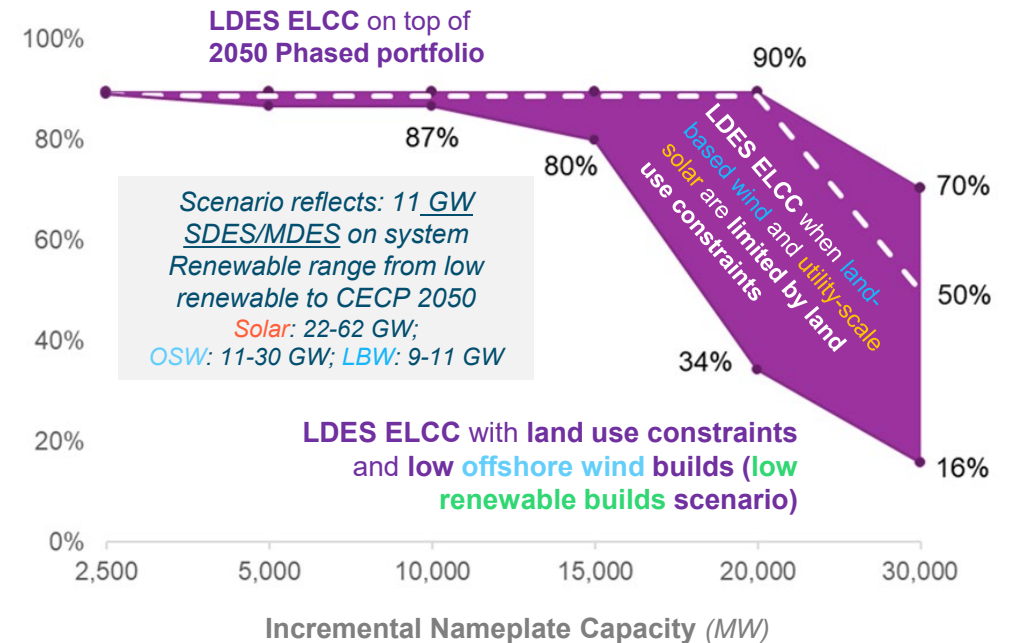 LDES ELCC on top of
2050 Phased portfolio
100%
80%
60%
40%
20%
0%
90%
87%
80%
70%
50%
34%
16%
Scenario reflects: 11 GW
SDES/MDES on system
Renewable range from low
renewable to CECP 2050
Solar: 22-62 GW;
OSW: 11-30 GW; LBW: 9-11 GW
LDES ELCC when land-
based wind and utility-scale
solar are limited by land
use constraints
LDES ELCC with land use constraints
and low offshore wind builds (low
renewable builds scenario)
2,500
5,000
10,000
15,000
20,000
30,000
Incremental Nameplate Capacity (MW)